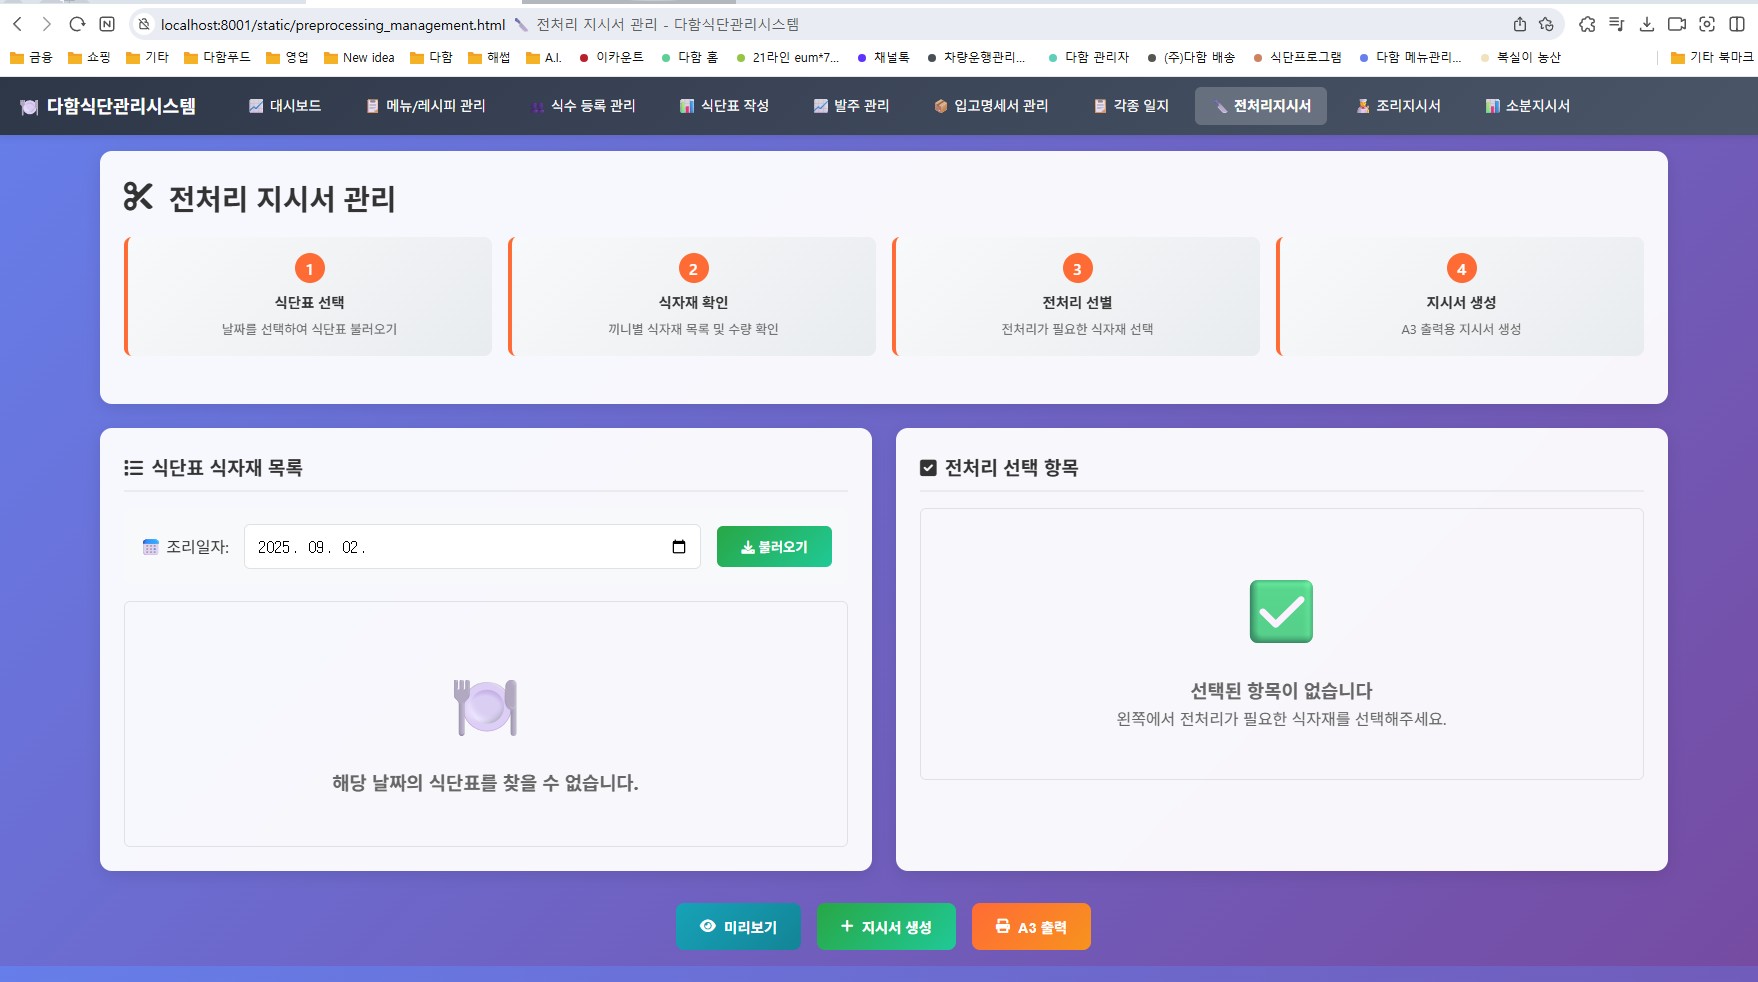 localhost:8001/static/preprocessing_management.html 전처리 지시서 관리 - 다함식단관리시스템
금융 쇼핑 기타 다함푸드 영업 New idea 다함 해썹 A.I. 이카운트 다함 홈 21라인 eum*7... 채널톡 차량운행관리... 다함 관리자 (주)다함 배송 식단프로그램 다함 메뉴관리... 복실이 농산 기타 북마크
다함식단관리시스템 대시보드 메뉴/레시피 관리 식수 등록 관리 식단표 작성 발주 관리 입고명세서 관리 각종 일지 전처리지시서 조리지시서 소분지시서
전처리 지시서 관리
1
식단표 선택
날짜를 선택하여 식단표 불러오기
2
식자재 확인
끼니별 식자재 목록 및 수량 확인
3
전처리 선별
전처리가 필요한 식자재 선택
4
지시서 생성
A3 출력용 지시서 생성
식단표 식자재 목록
조리일자: 2025. 09. 02. 불러오기
해당 날짜의 식단표를 찾을 수 없습니다.
전처리 선택 항목
선택된 항목이 없습니다
왼쪽에서 전처리가 필요한 식자재를 선택해주세요.
미리보기 지시서 생성 A3 출력